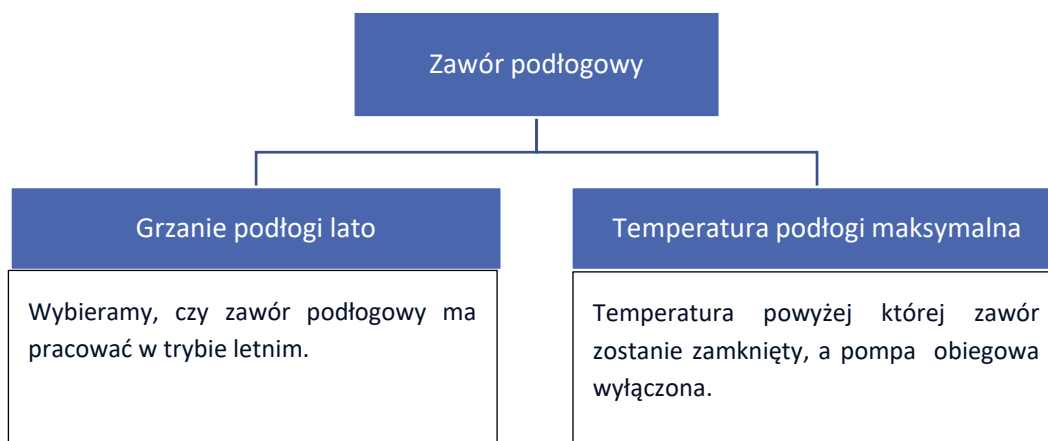 Zawór podłogowy
Grzanie podłogi lato
Wybieramy, czy zawór podłogowy ma
pracować w trybie letnim.
Temperatura podłogi maksymalna
Temperatura powyżej której zawór
zostanie zamknięty, a pompa obiegowa
wyłączona.